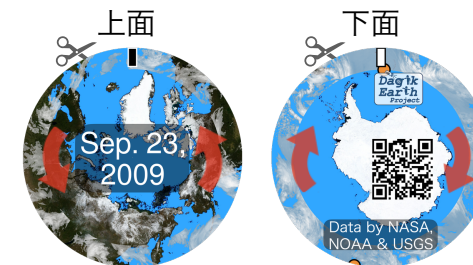 上面
下面
Dagik
Earth
Project
Sep. 23,
2009
Data by NASA,
NOAA & USGS